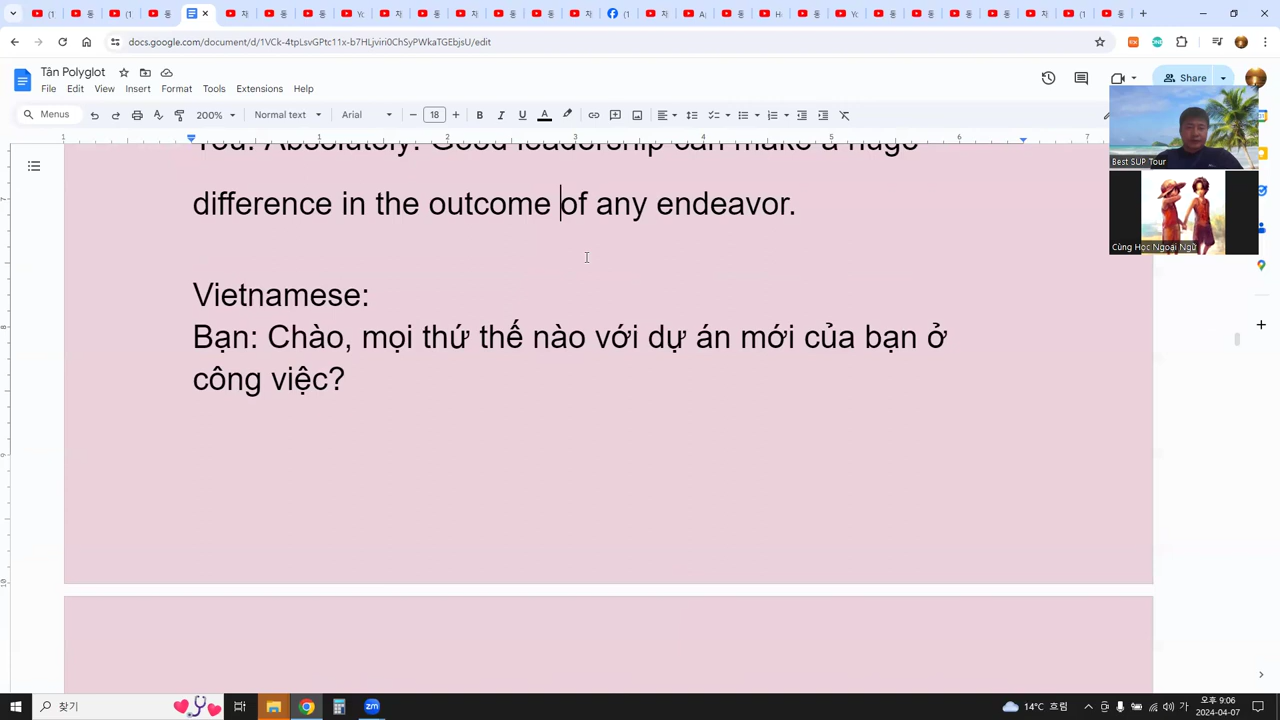 Tân Polyglot
docs.google.com/document/d/1VCk-4tpLsvGPtc11x-b7HLjviri0ChSyPWkaTGEbjsU/edit
File Edit View Insert Format Tools Extensions Help
Share
Menus
200%
Normal text
Arial
18
You: Absolutely! Good leadership can make a huge
difference in the outcome of any endeavor.
Vietnamese:
Bạn: Chào, mọi thứ thế nào với dự án mới của bạn ở
công việc?
Best SUP Tour
Cùng Học Ngoại Ngữ
찾기
14°C 흐림
가
오후 9:06
2024-04-07